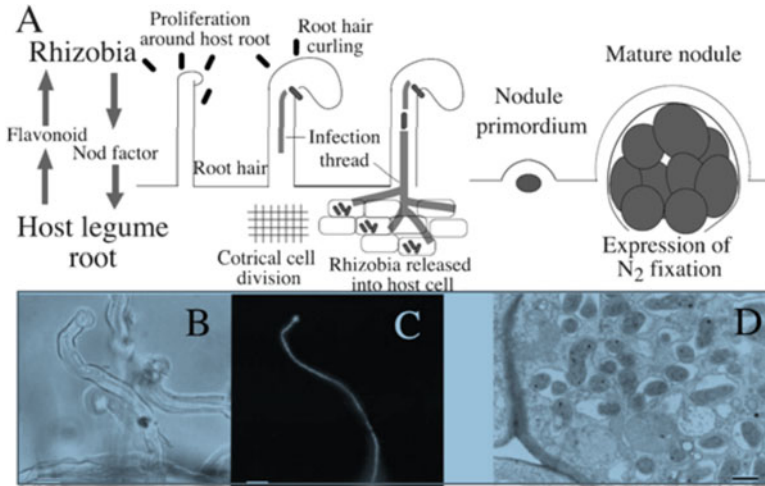 A
Rhizobia
Flavonoid
Nod factor
Host legume
root
Proliferation
around host root
Root hair
Root hair
curling
Infection
thread
Cotrical cell
division
Rhizobia released
into host cell
Nodule
primordium
Mature nodule
Expression of
N₂ fixation
B
C
D